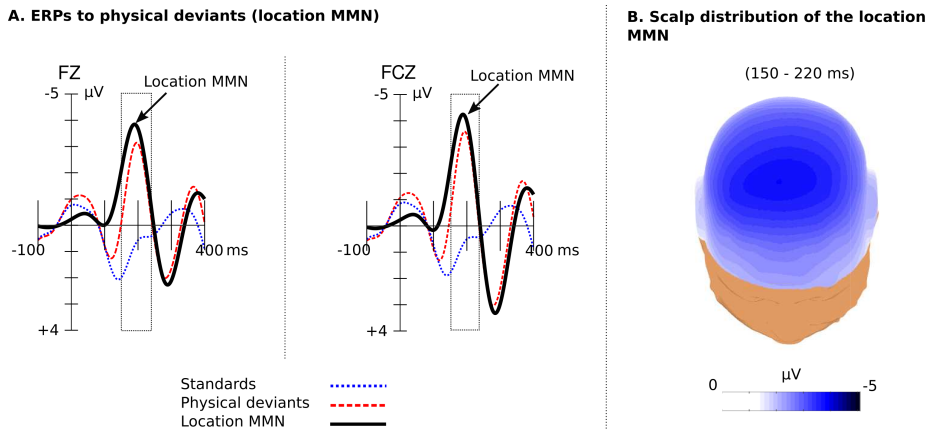 A. ERPs to physical deviants (location MMN)
FZ
Location MMN
-5 µV
-100
400 ms
+4
FCZ
Location MMN
-5 µV
-100
400 ms
+4
Standards
Physical deviants
Location MMN
B. Scalp distribution of the location
MMN
(150 - 220 ms)
µV
0 -5